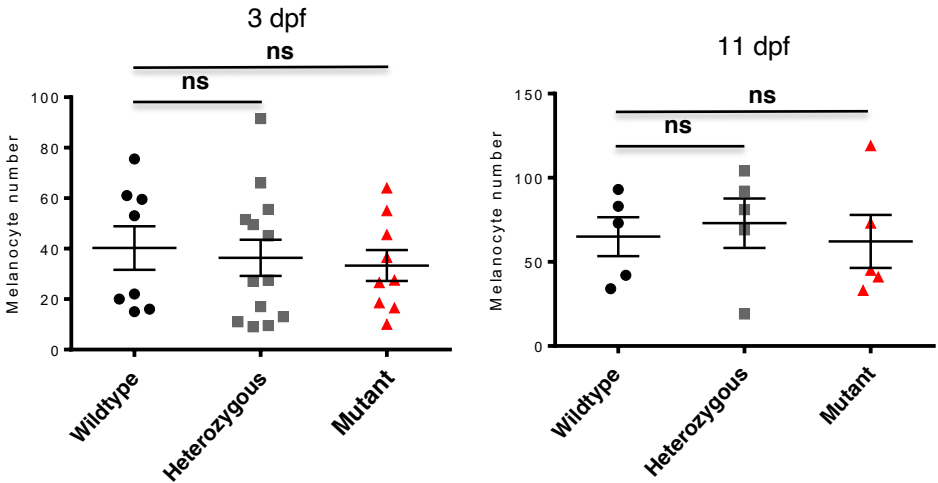 3 dpf
ns
ns
100
80
60
40
20
0
Melanocyte number
Wildtype
Heterozygous
Mutant
11 dpf
ns
ns
150
100
50
0
Melanocyte number
Wildtype
Heterozygous
Mutant